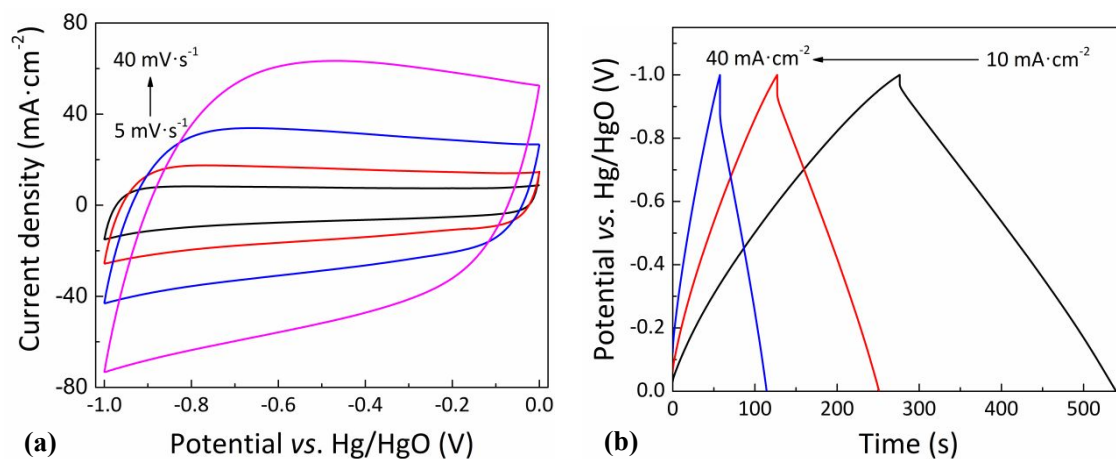 80
40
0
-40
-80
Current density (mA·cm⁻²)
40 mV·s⁻¹
5 mV·s⁻¹
-1.0 -0.8 -0.6 -0.4 -0.2 0.0
(a) Potential vs. Hg/HgO (V)
-1.0
-0.8
-0.6
-0.4
-0.2
0.0
Potential vs. Hg/HgO (V)
40 mA·cm⁻² 10 mA·cm⁻²
0 100 200 300 400 500
(b) Time (s)